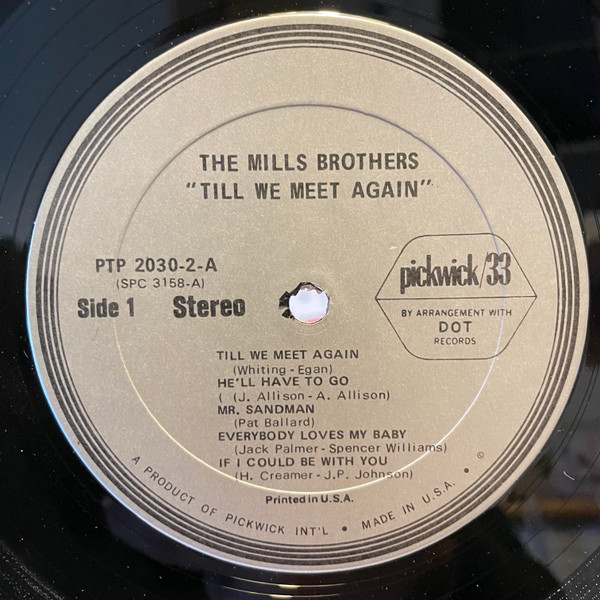 THE MILLS BROTHERS
"TILL WE MEET AGAIN"
PTP 2030-2-A
(SPC 3158-A)
Side 1 Stereo
pickwick/33
BY ARRANGEMENT WITH
DOT
RECORDS
TILL WE MEET AGAIN
(Whiting - Egan)
HE'LL HAVE TO GO
( (J. Allison - A. Allison)
MR. SANDMAN
(Pat Ballard)
EVERYBODY LOVES MY BABY
(Jack Palmer - Spencer Williams)
IF I COULD BE WITH YOU
(H. Creamer - J.P. Johnson)
Printed in U.S.A.
A PRODUCT OF PICKWICK INT'L • MADE IN U.S.A. • ©